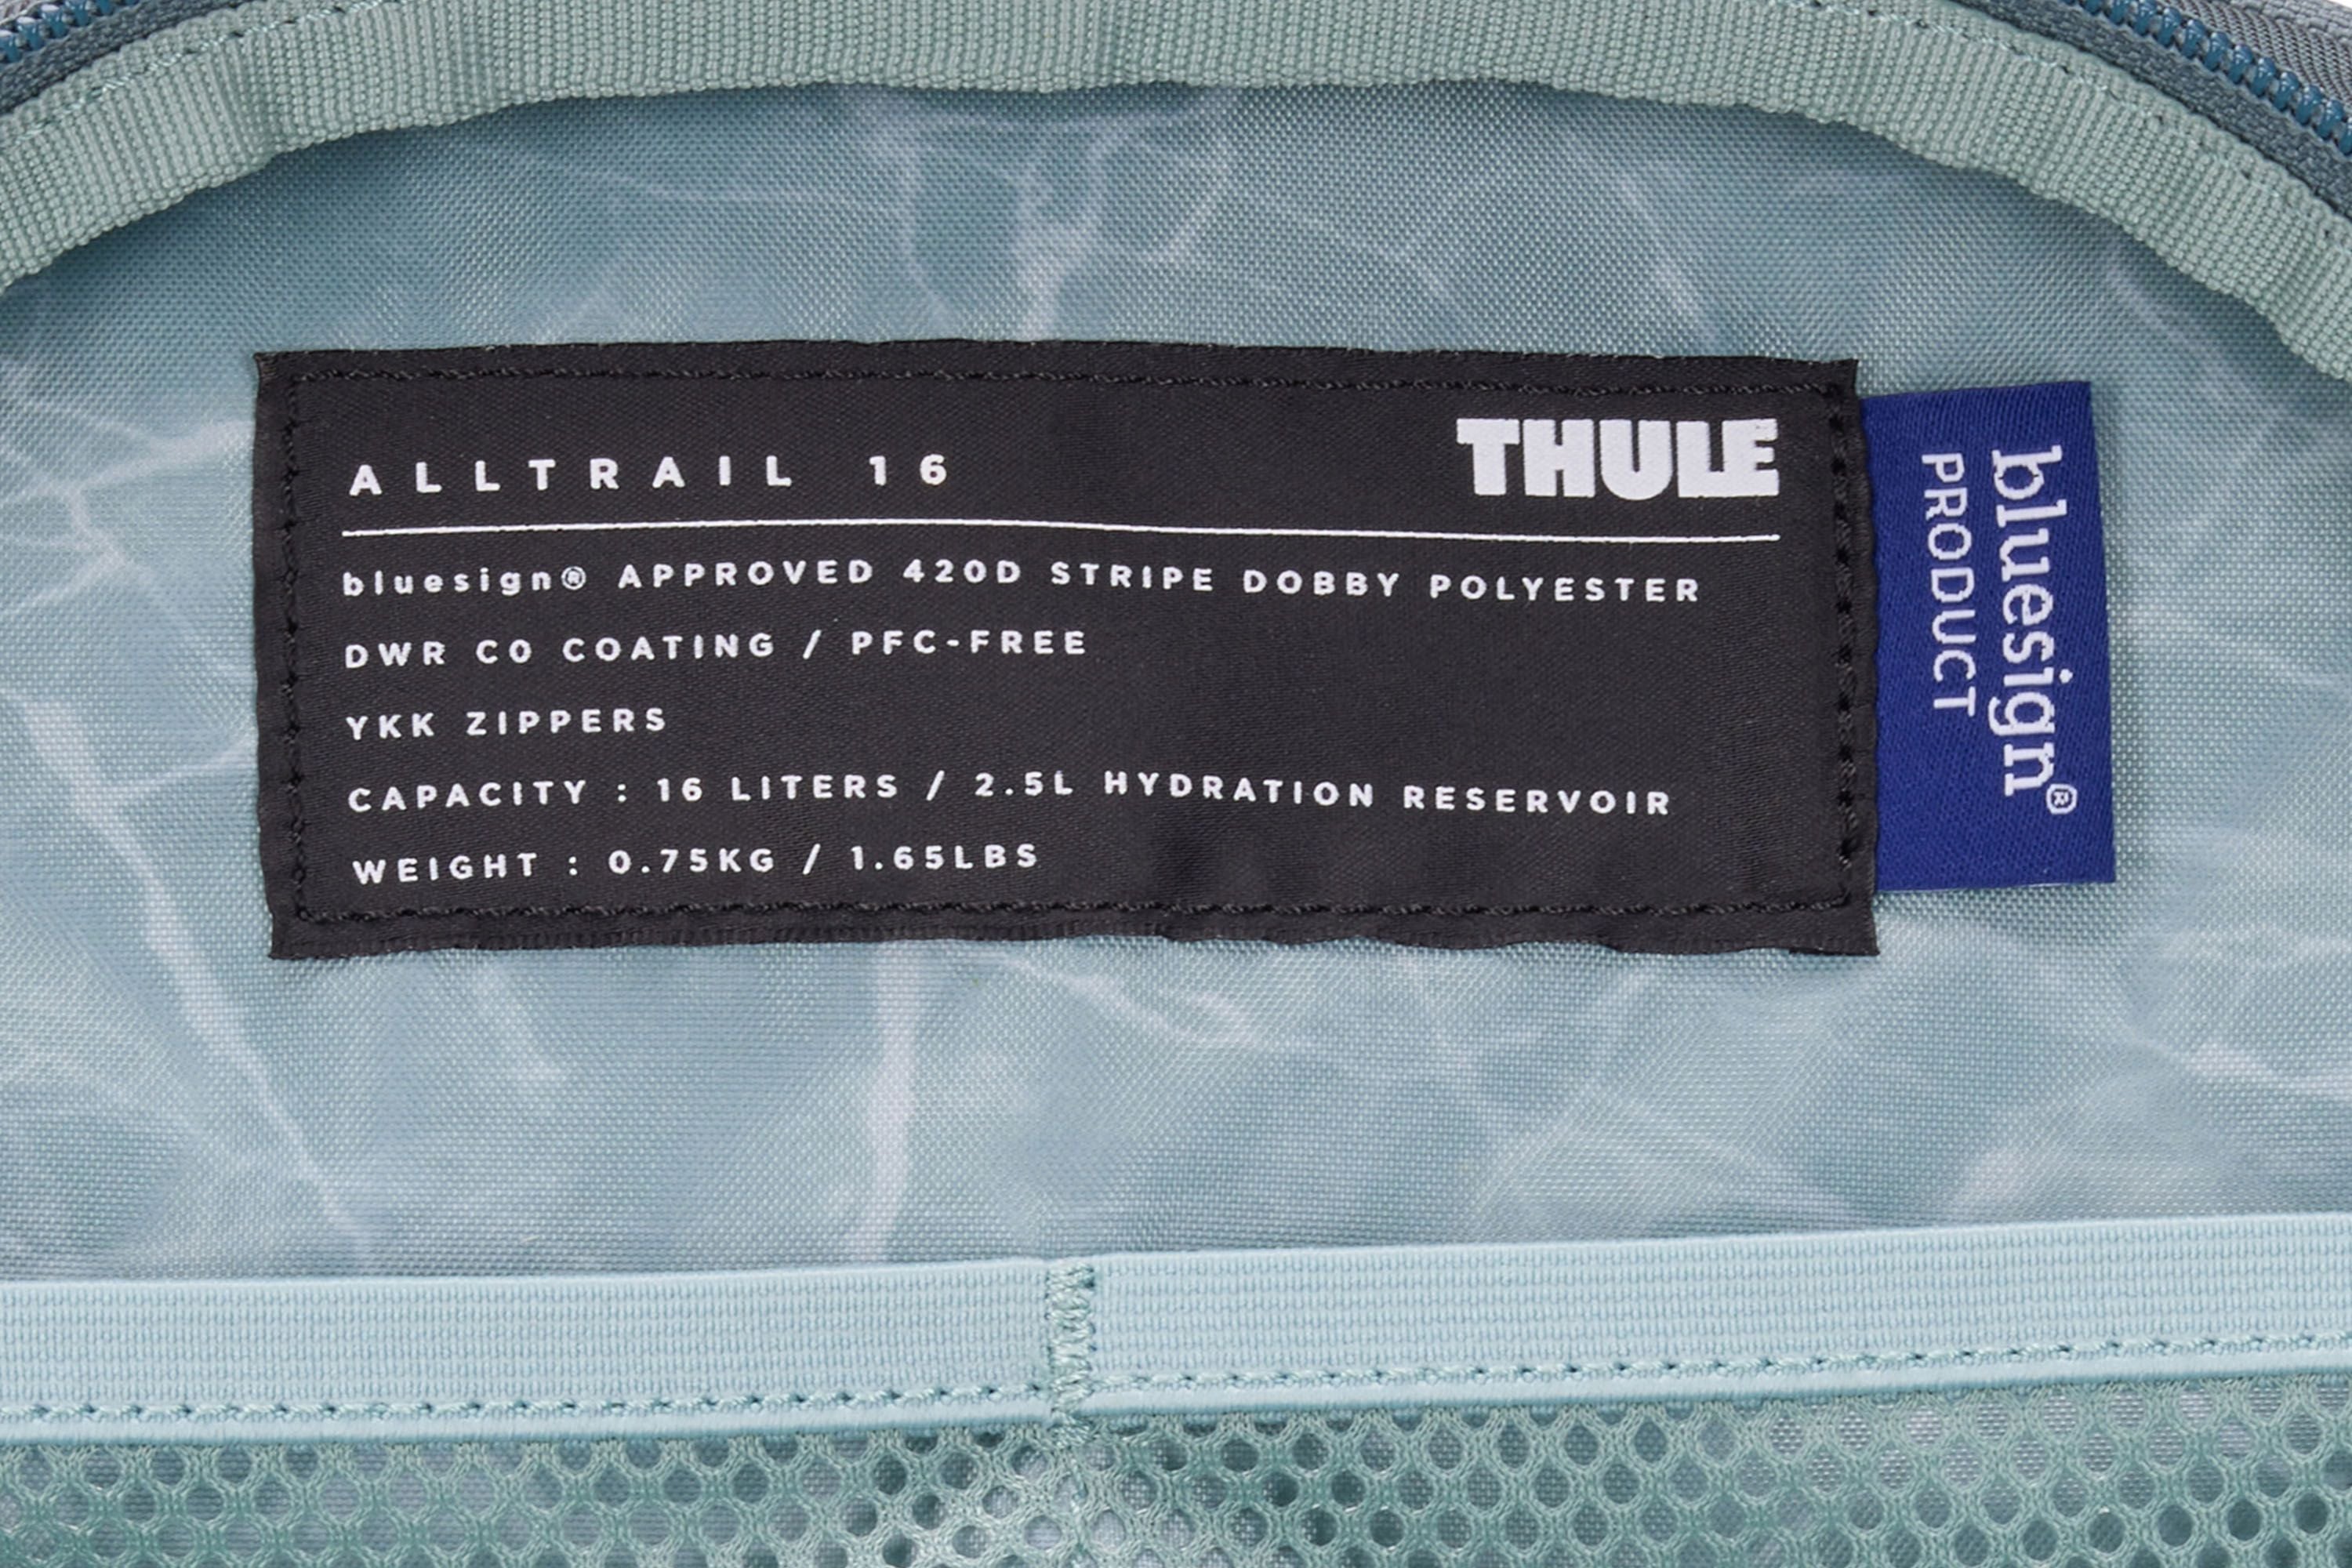 ALLTRAIL 16
THULE
bluesign® APPROVED 420D STRIPE DOBBY POLYESTER
DWR C0 COATING / PFC-FREE
YKK ZIPPERS
CAPACITY : 16 LITERS / 2.5L HYDRATION RESERVOIR
WEIGHT : 0.75KG / 1.65LBS
bluesign®
PRODUCT